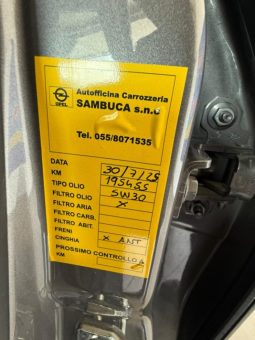 OPEL
Autofficina Carrozzeria
SAMBUCA s.n.c
Tel. 055/8071535
DATA 30/7/25
KM 195455
TIPO OLIO 5W30
FILTRO OLIO X
FILTRO ARIA
FILTRO CARB.
FILTRO ABIT.
FRENI X ANT
CINGHIA
PROSSIMO CONTROLLO A
KM